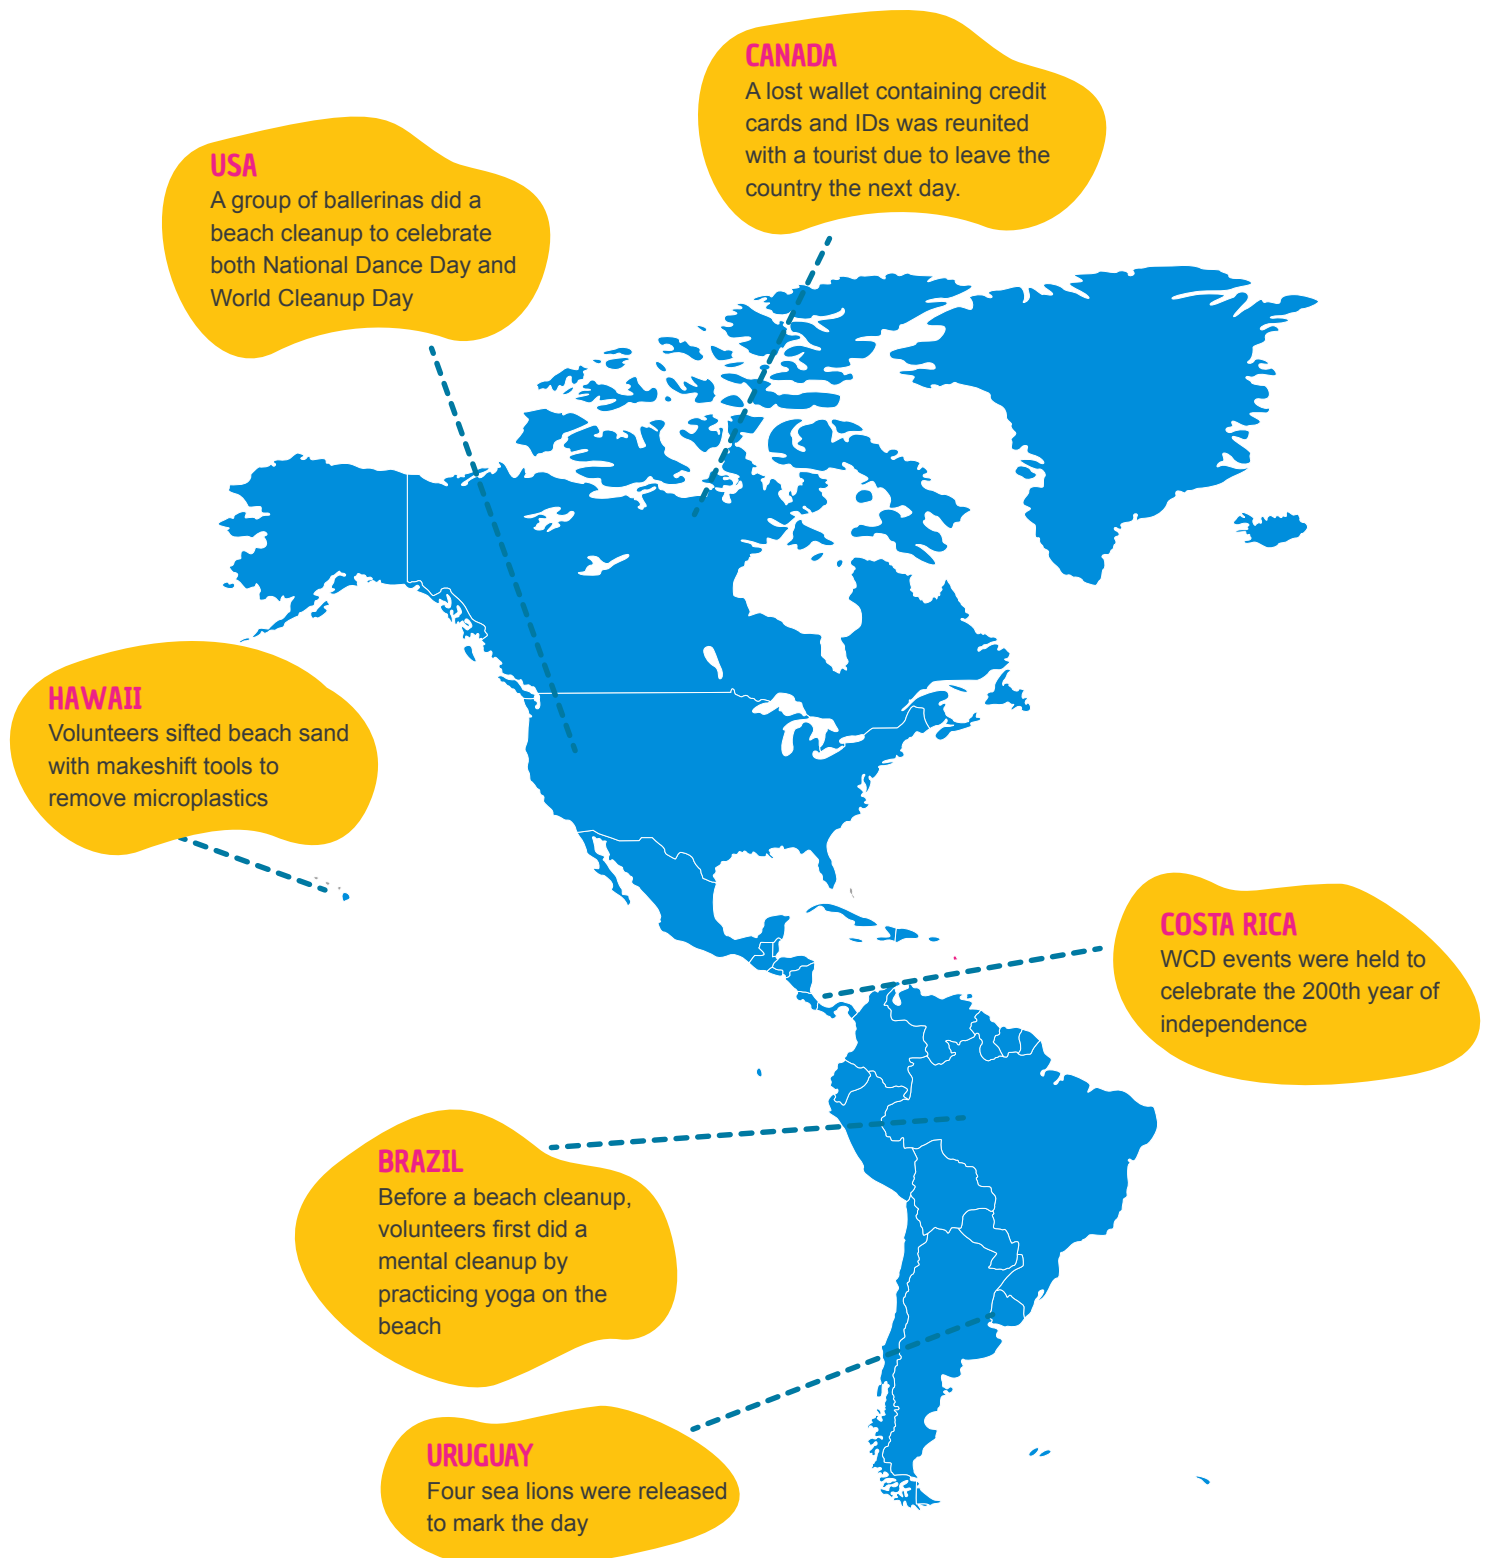 CANADA
A lost wallet containing credit
cards and IDs was reunited
with a tourist due to leave the
country the next day.
USA
A group of ballerinas did a
beach cleanup to celebrate
both National Dance Day and
World Cleanup Day
HAWAII
Volunteers sifted beach sand
with makeshift tools to
remove microplastics
COSTA RICA
WCD events were held to
celebrate the 200th year of
independence
BRAZIL
Before a beach cleanup,
volunteers first did a
mental cleanup by
practicing yoga on the
beach
URUGUAY
Four sea lions were released
to mark the day